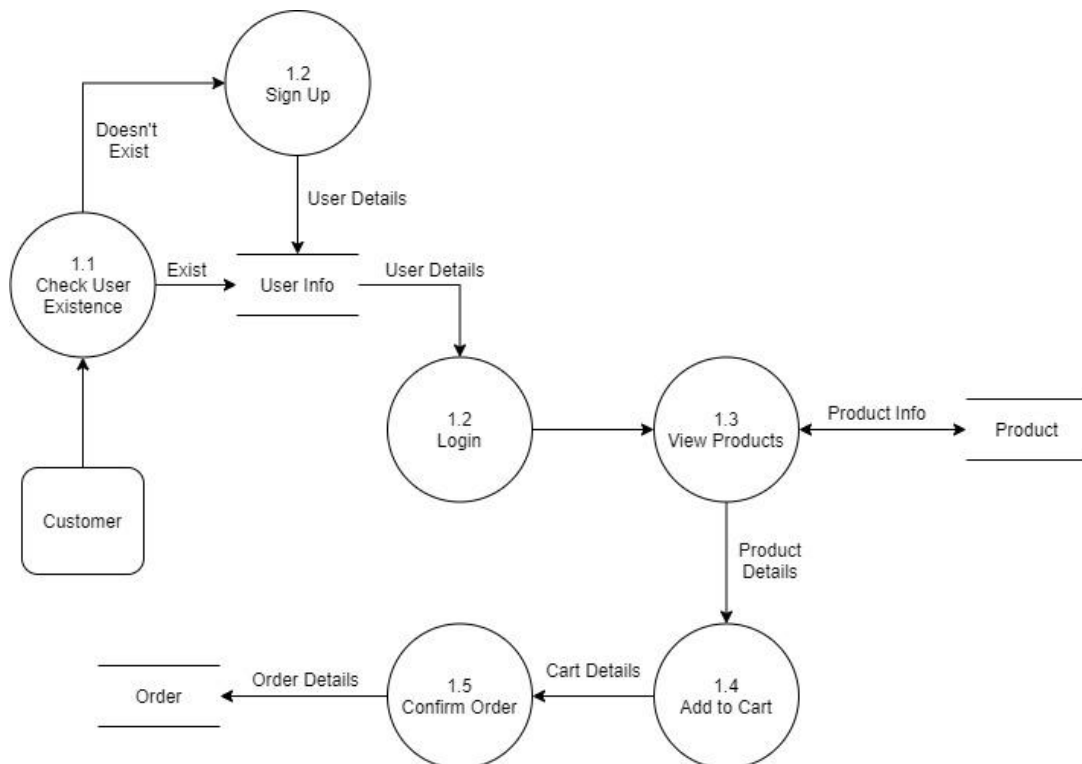 1.2
Sign Up
Doesn't
Exist
User Details
1.1
Check User
Existence
Exist
User Info
User Details
1.2
Login
1.3
View Products
Product Info
Product
Customer
Product
Details
Order
Order Details
1.5
Confirm Order
Cart Details
1.4
Add to Cart